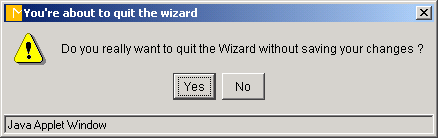 You're about to quit the wizard
Do you really want to quit the Wizard without saving your changes ?
Yes No
Java Applet Window